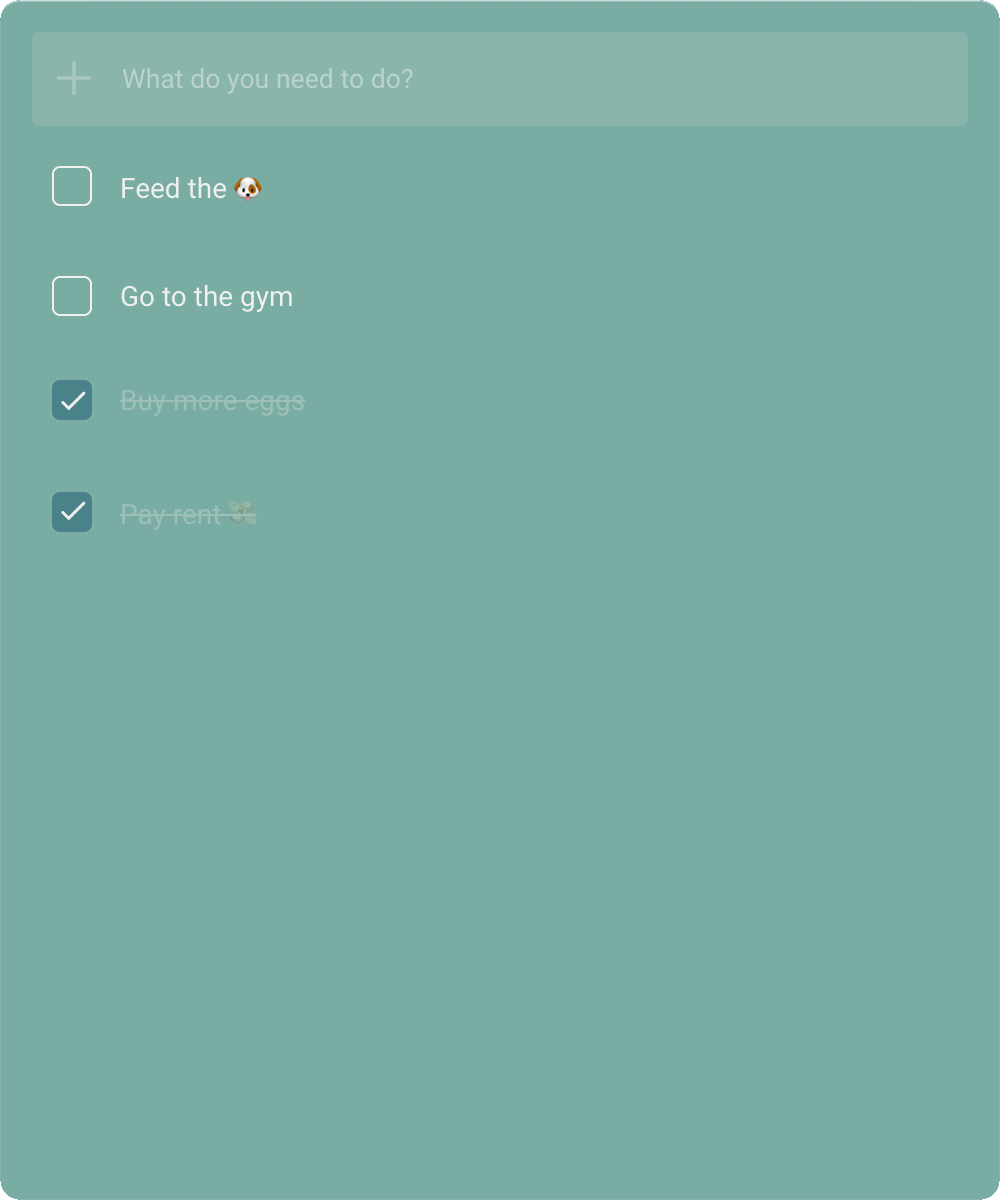 What do you need to do?
Feed the 🐶
Go to the gym
Buy more eggs
Pay rent 💸